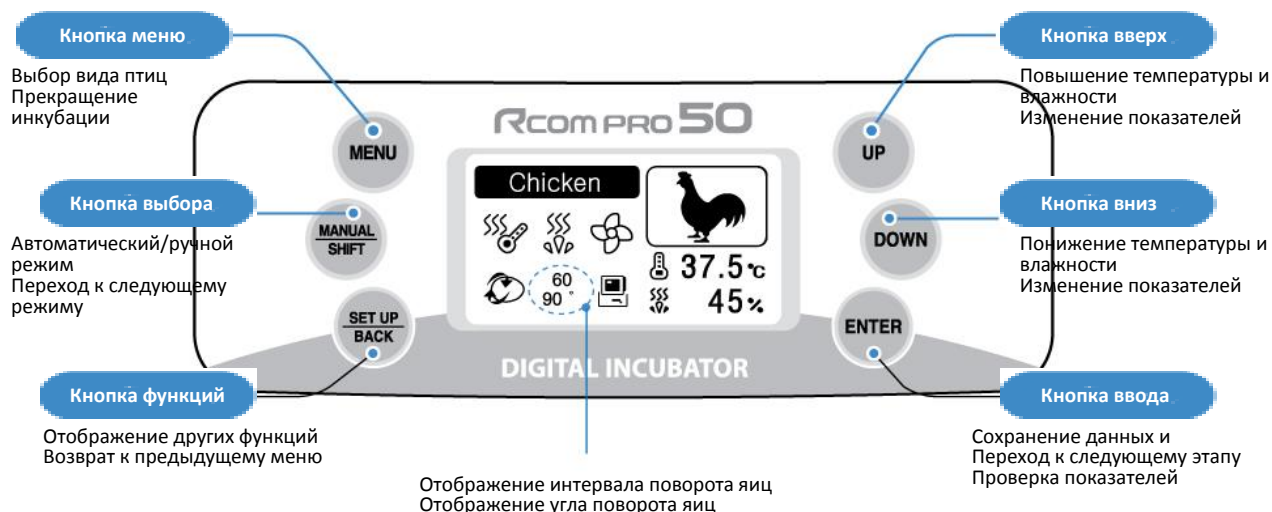 Кнопка меню
Выбор вида птиц
Прекращение
инкубации
Кнопка выбора
Автоматический/ручной
режим
Переход к следующему
режиму
Кнопка функций
Отображение других функций
Возврат к предыдущему меню
Rcom PRO 50
MENU
MANUAL
SHIFT
SET UP
BACK
Chicken
60
90 °
37.5℃
45%
DIGITAL INCUBATOR
UP
DOWN
ENTER
Отображение интервала поворота яиц
Отображение угла поворота яиц
Кнопка вверх
Повышение температуры и
влажности
Изменение показателей
Кнопка вниз
Понижение температуры и
влажности
Изменение показателей
Кнопка ввода
Сохранение данных и
Переход к следующему этапу
Проверка показателей